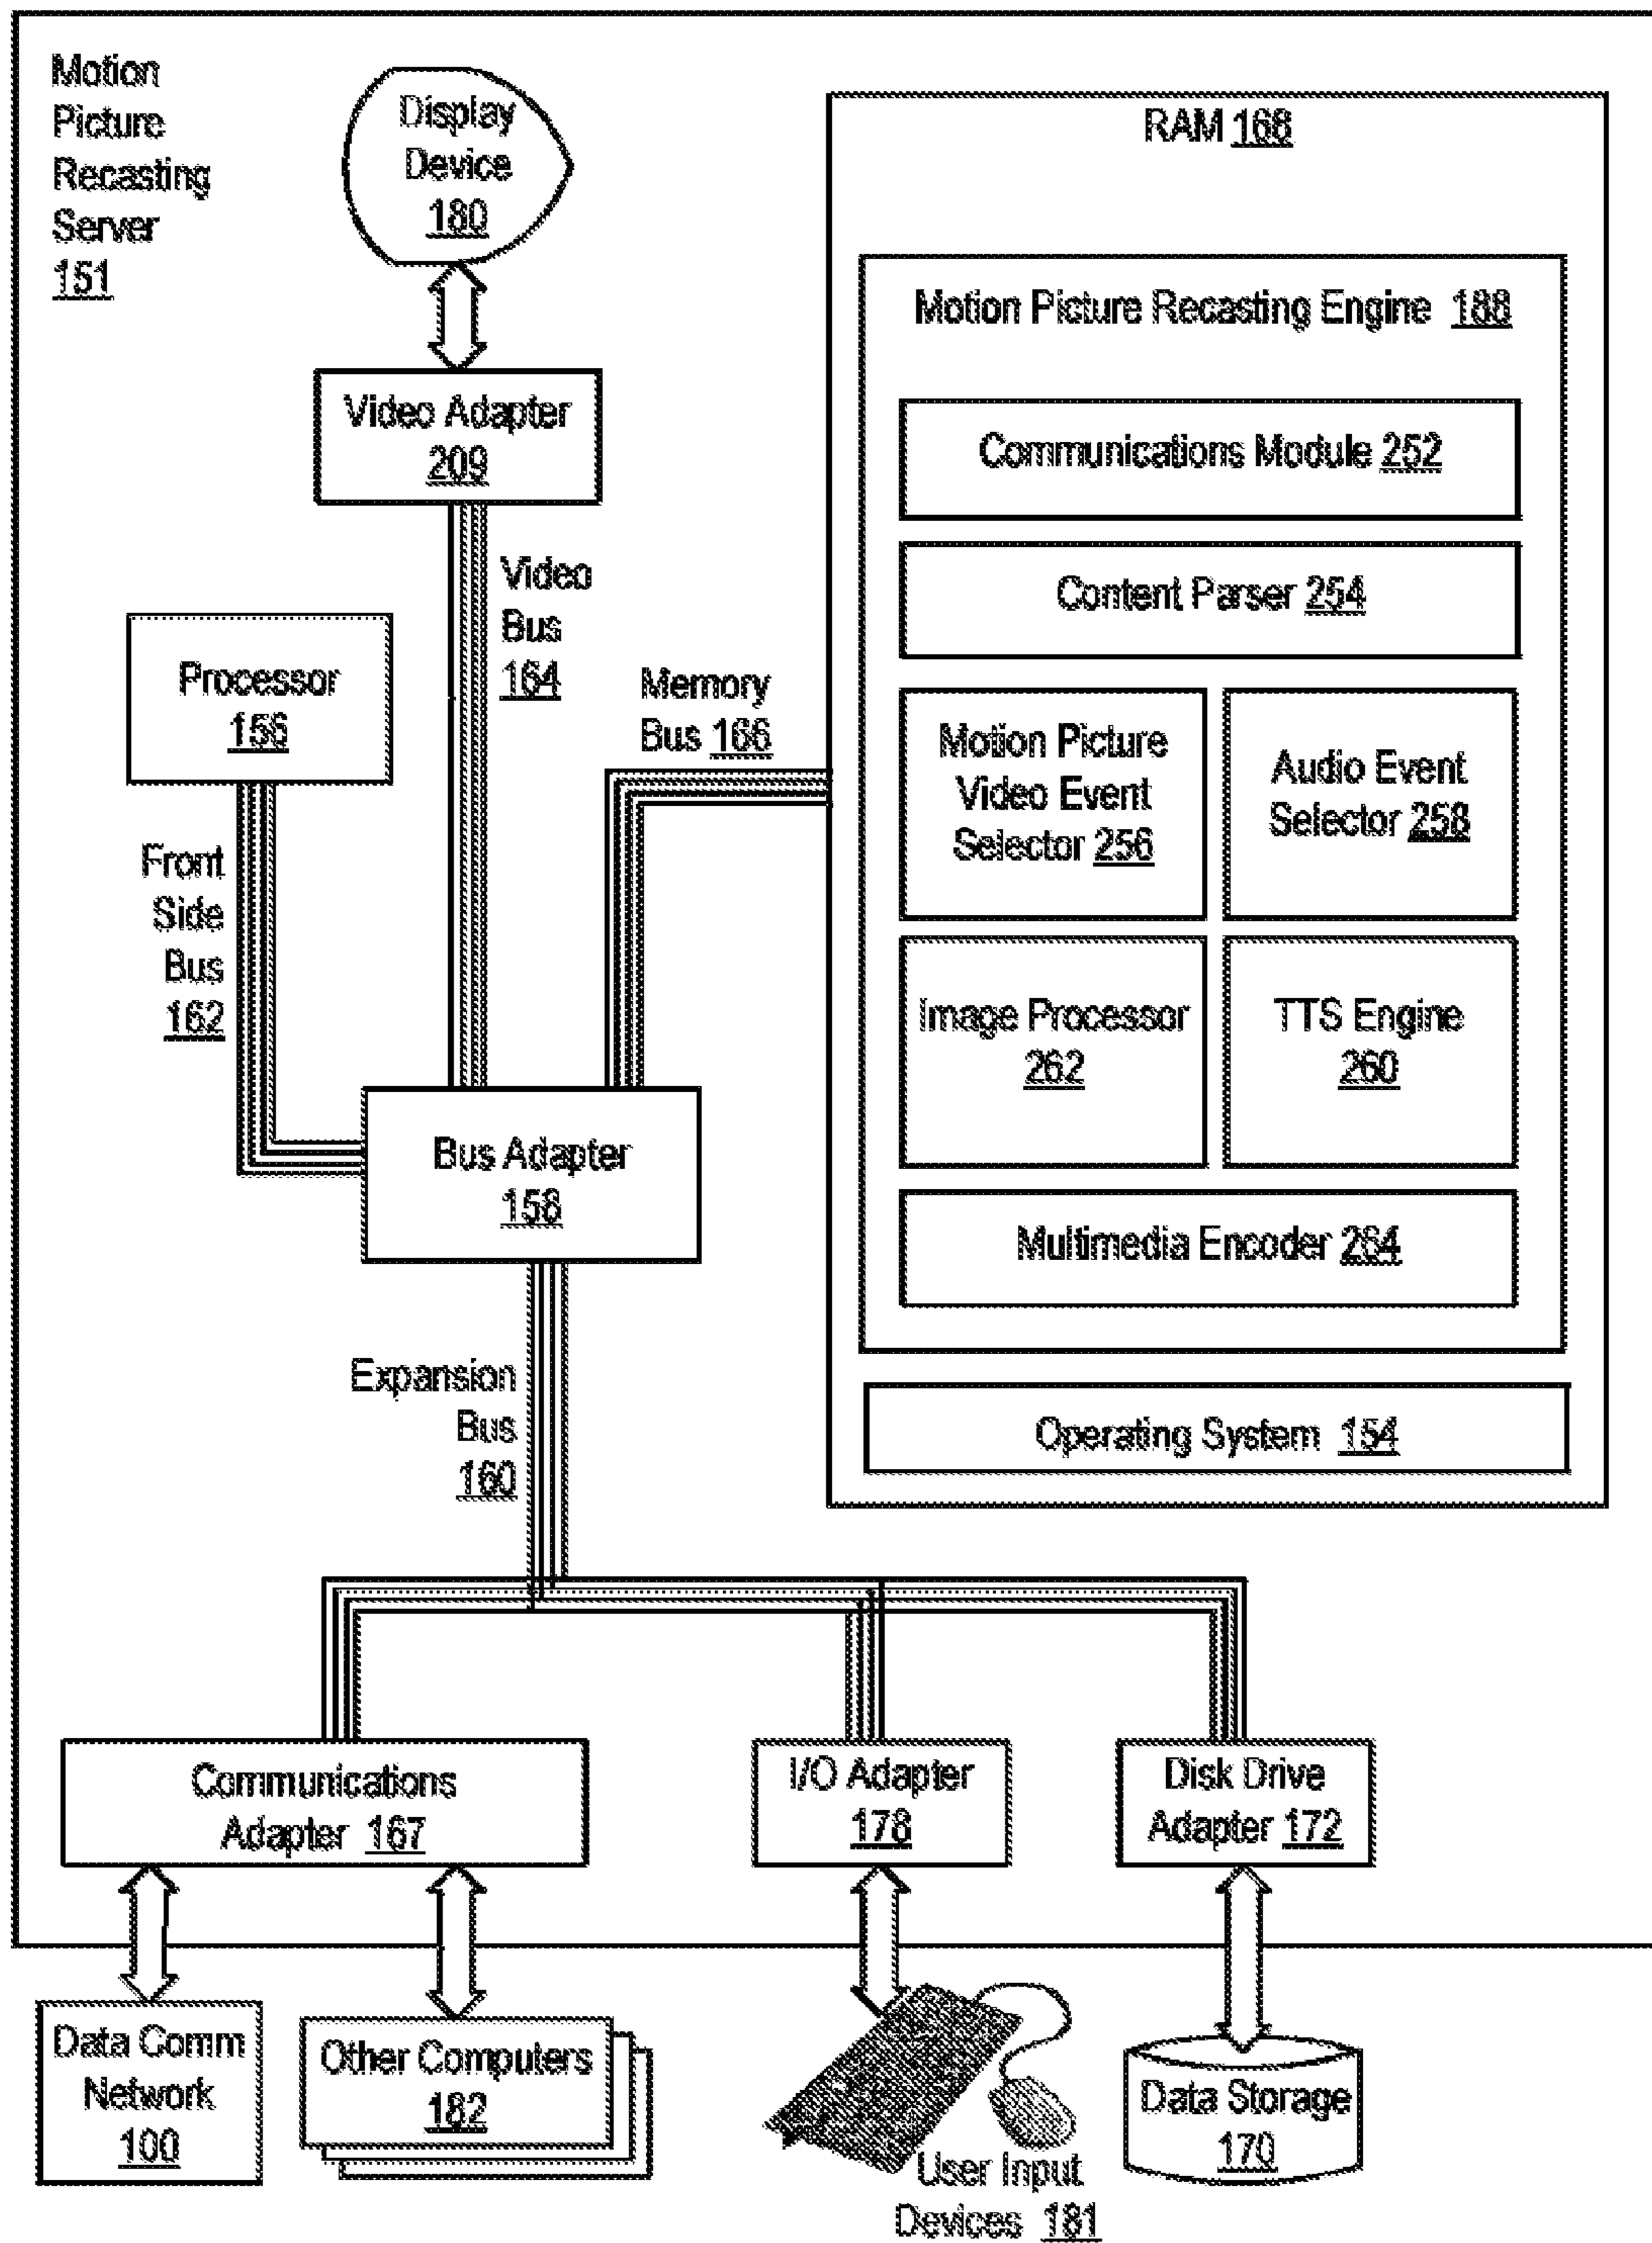 Motion
Picture
Recasting
Server
151
Display
Device
180
Video Adapter
209
Video
Bus
164
Processor
156
Front
Side
Bus
162
Memory
Bus 166
Bus Adapter
158
Expansion
Bus
160
RAM 168
Motion Picture Recasting Engine 188
Communications Module 252
Content Parser 254
Motion Picture
Video Event
Selector 256
Audio Event
Selector 258
Image Processor
262
TTS Engine
260
Multimedia Encoder 264
Operating System 154
Communications
Adapter 167
I/O Adapter
178
Disk Drive
Adapter 172
Data Comm
Network
100
Other Computers
182
User Input
Devices 181
Data Storage
170